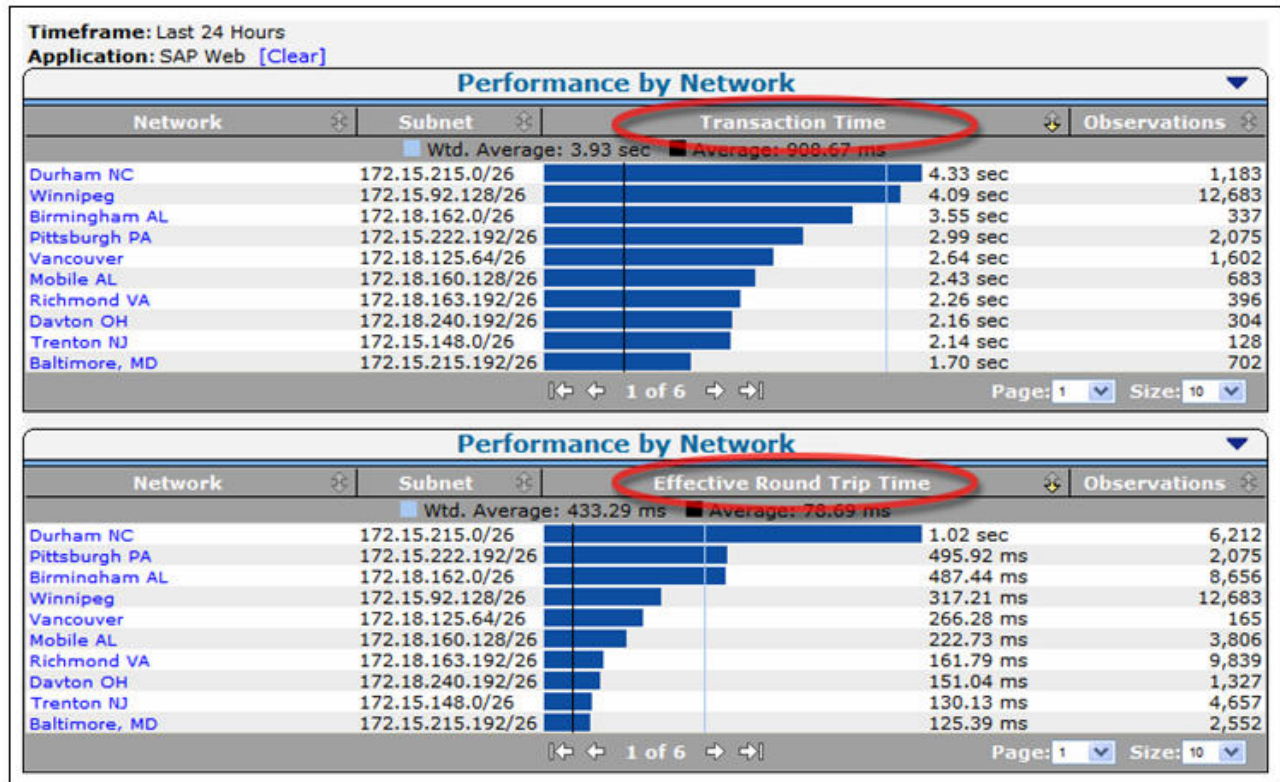 Timeframe: Last 24 Hours
Application: SAP Web [Clear]
Performance by Network
Network Subnet Transaction Time Observations
Wtd. Average: 3.93 sec Average: 908.67 ms
Durham NC 172.15.215.0/26 4.33 sec 1,183
Winnipeg 172.15.92.128/26 4.09 sec 12,683
Birmingham AL 172.18.162.0/26 3.55 sec 337
Pittsburgh PA 172.15.222.192/26 2.99 sec 2,075
Vancouver 172.18.125.64/26 2.64 sec 1,602
Mobile AL 172.18.160.128/26 2.43 sec 683
Richmond VA 172.18.163.192/26 2.26 sec 396
Dayton OH 172.18.240.192/26 2.16 sec 304
Trenton NJ 172.15.148.0/26 2.14 sec 128
Baltimore, MD 172.15.215.192/26 1.70 sec 702
1 of 6 Page: 1 Size: 10
Performance by Network
Network Subnet Effective Round Trip Time Observations
Wtd. Average: 433.29 ms Average: 78.69 ms
Durham NC 172.15.215.0/26 1.02 sec 6,212
Pittsburgh PA 172.15.222.192/26 495.92 ms 2,075
Birmingham AL 172.18.162.0/26 487.44 ms 8,656
Winnipeg 172.15.92.128/26 317.21 ms 12,683
Vancouver 172.18.125.64/26 266.28 ms 165
Mobile AL 172.18.160.128/26 222.73 ms 3,806
Richmond VA 172.18.163.192/26 161.79 ms 9,839
Dayton OH 172.18.240.192/26 151.04 ms 1,327
Trenton NJ 172.15.148.0/26 130.13 ms 4,657
Baltimore, MD 172.15.215.192/26 125.39 ms 2,552
1 of 6 Page: 1 Size: 10